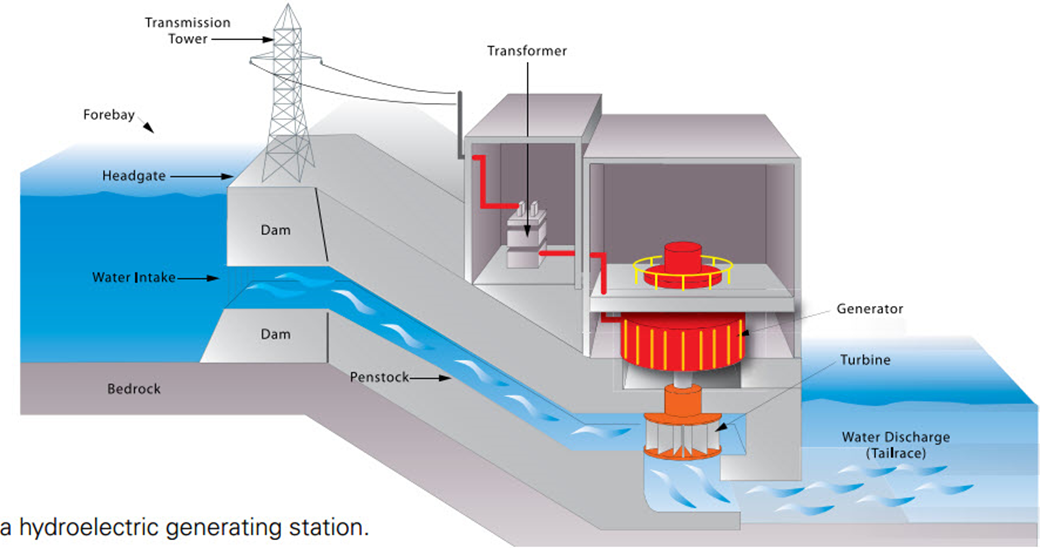 Transmission
Tower
Transformer
Forebay
Headgate
Dam
Water Intake
Generator
Dam
Turbine
Penstock
Bedrock
Water Discharge
(Tailrace)
a hydroelectric generating station.